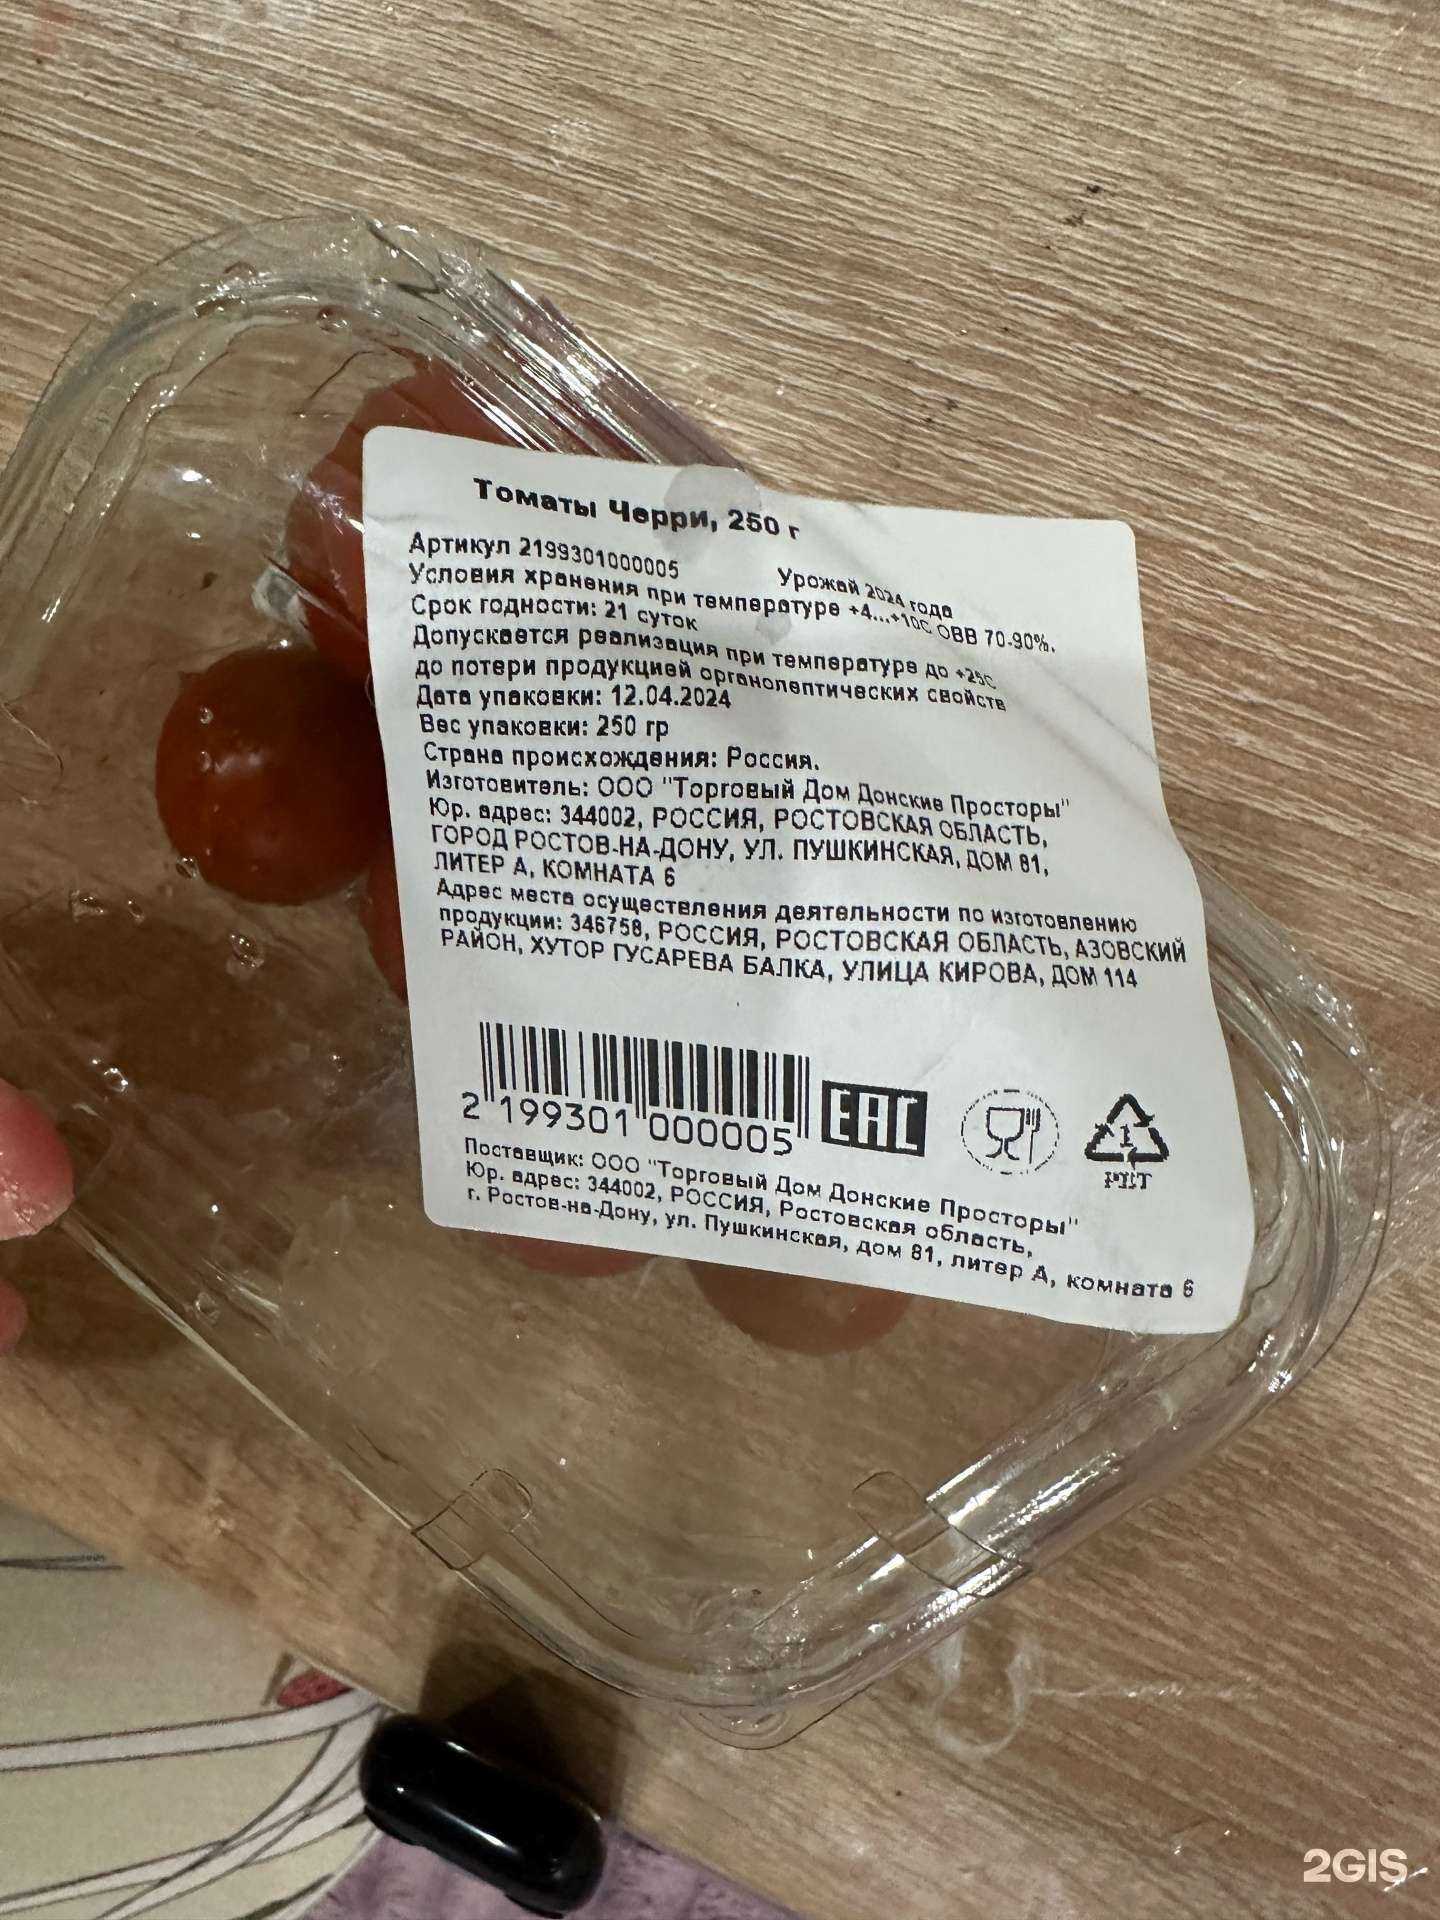 Томаты Черри, 250 г
Артикул 2199301000005 Урожай 2024 года
Условия хранения при температуре +4...+10С ОВВ 70-90%.
Срок годности: 21 суток
Допускается реализация при температуре до +25С
до потери продукцией органолептических свойств
Дата упаковки: 12.04.2024
Вес упаковки: 250 гр
Страна происхождения: Россия.
Изготовитель: ООО "Торговый Дом Донские Просторы"
Юр. адрес: 344002, РОССИЯ, РОСТОВСКАЯ ОБЛАСТЬ,
ГОРОД РОСТОВ-НА-ДОНУ, УЛ. ПУШКИНСКАЯ, ДОМ 81,
ЛИТЕР А, КОМНАТА 6
Адрес места осуществления деятельности по изготовлению
продукции: 346758, РОССИЯ, РОСТОВСКАЯ ОБЛАСТЬ, АЗОВСКИЙ
РАЙОН, ХУТОР ГУСАРЕВА БАЛКА, УЛИЦА КИРОВА, ДОМ 114
2 199301 000005
EAC
1
PET
Поставщик: ООО "Торговый Дом Донские Просторы"
Юр. адрес: 344002, РОССИЯ, Ростовская область,
г. Ростов-на-Дону, ул. Пушкинская, дом 81, литер А, комната 6
2GIS